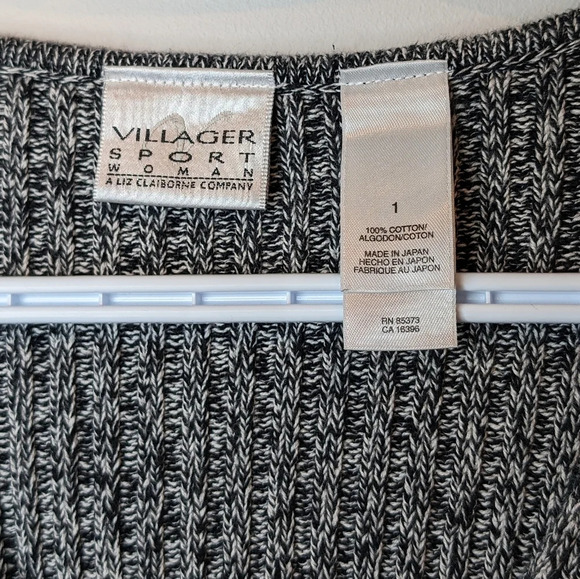 VILLAGER
SPORT
WOMAN
A LIZ CLAIBORNE COMPANY
1
100% COTTON/
ALGODON/COTON
MADE IN JAPAN
HECHO EN JAPON
FABRIQUE AU JAPON
RN 85373
CA 16396